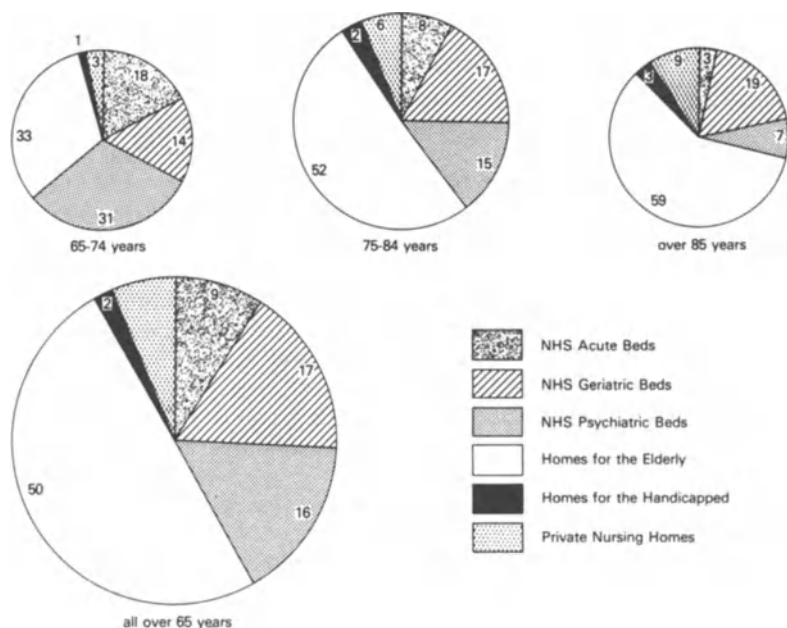 1
3
18
33
14
31
65-74 years
2
6
8
17
52
15
75-84 years
3
9
3
19
7
59
over 85 years
2
9
17
50
16
all over 65 years
NHS Acute Beds
NHS Geriatric Beds
NHS Psychiatric Beds
Homes for the Elderly
Homes for the Handicapped
Private Nursing Homes